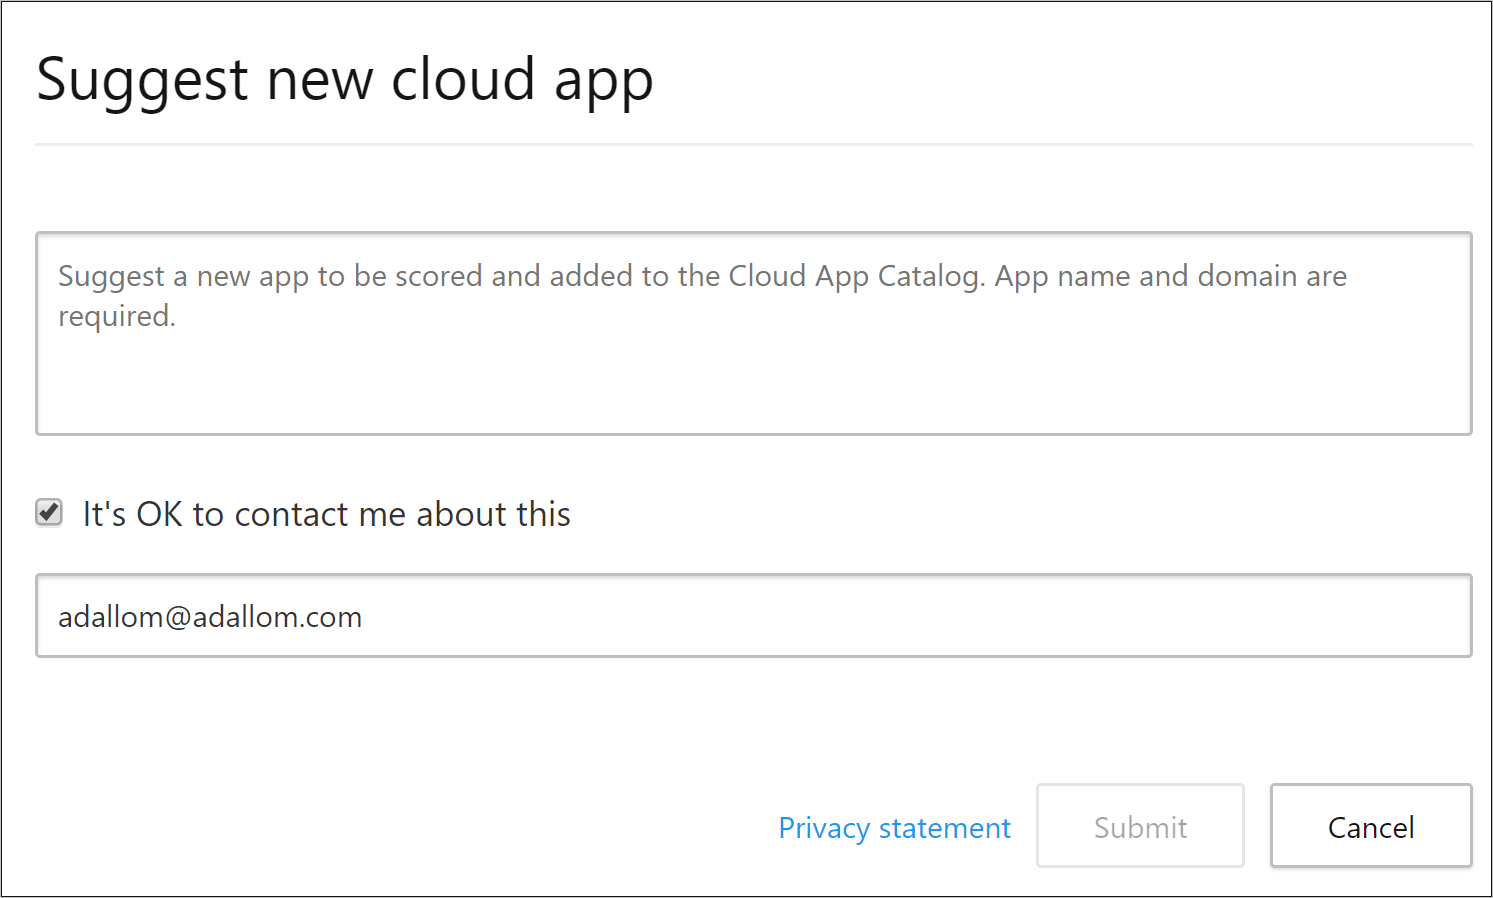 Suggest new cloud app
Suggest a new app to be scored and added to the Cloud App Catalog. App name and domain are
required.
It's OK to contact me about this
adallom@adallom.com
Privacy statement
Submit
Cancel